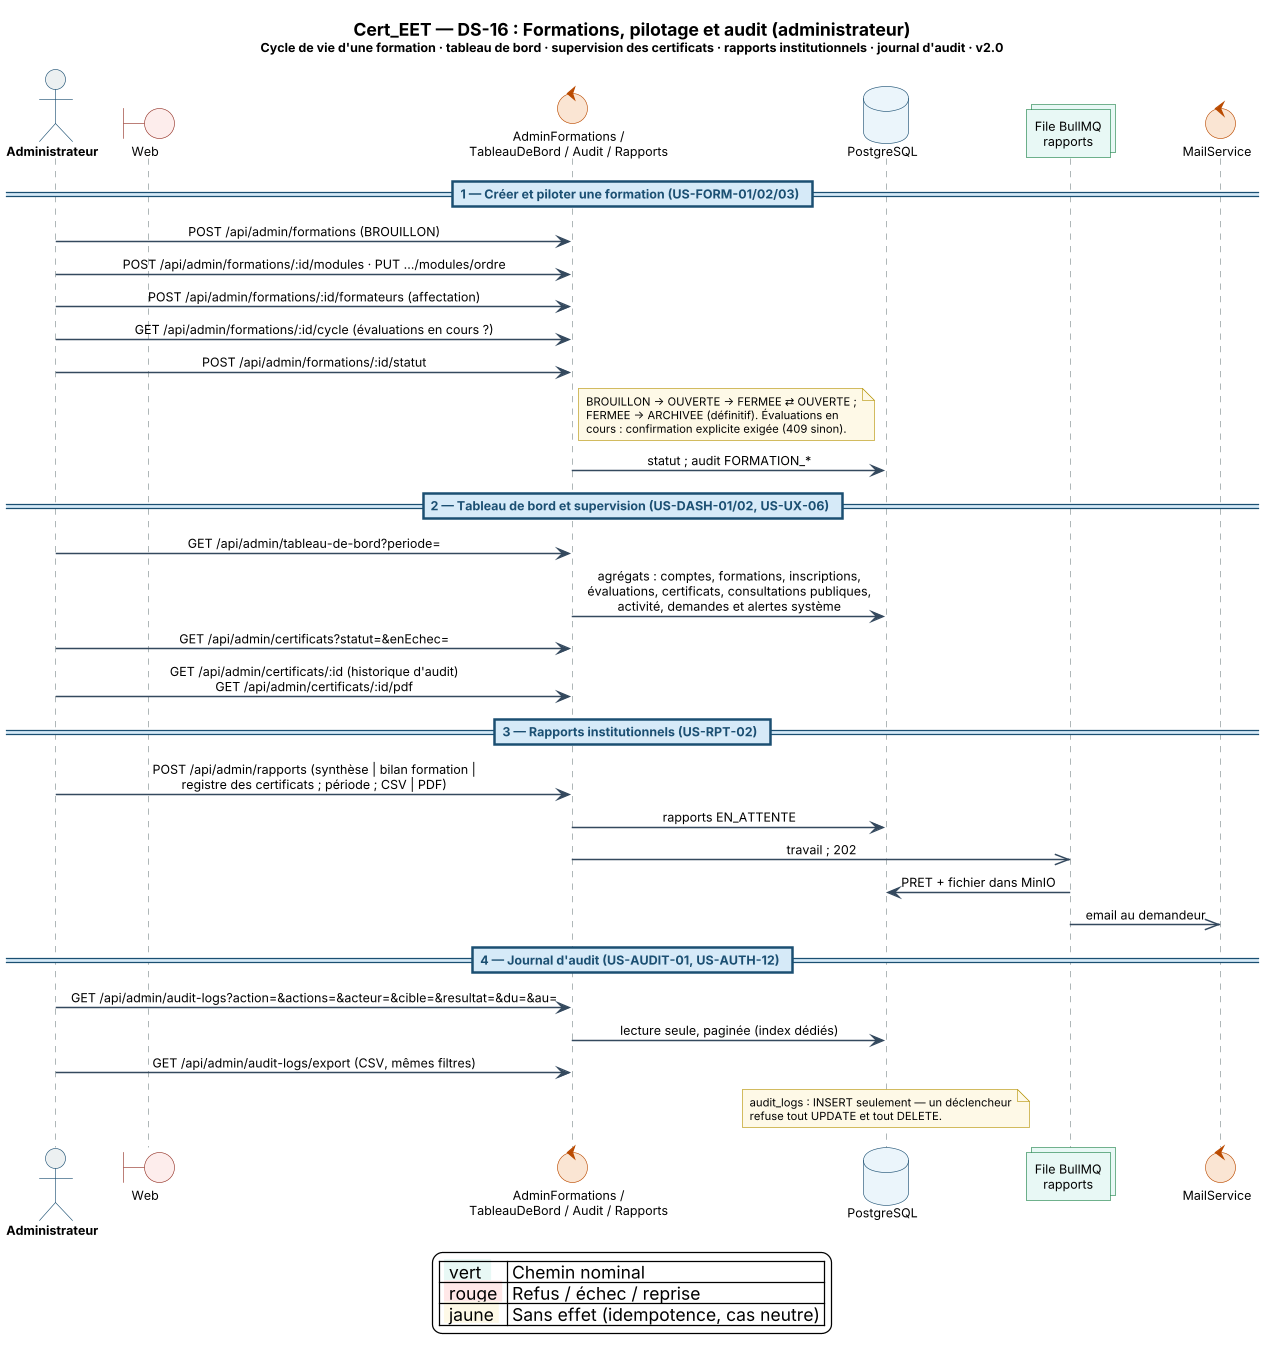 Cert_EET — DS-16 : Formations, pilotage et audit (administrateur)
Cycle de vie d'une formation · tableau de bord · supervision des certificats · rapports institutionnels · journal d'audit · v2.0
Administrateur
Web
AdminFormations /
TableauDeBord / Audit / Rapports
PostgreSQL
File BullMQ
rapports
MailService
1 — Créer et piloter une formation (US-FORM-01/02/03)
POST /api/admin/formations (BROUILLON)
POST /api/admin/formations/:id/modules · PUT …/modules/ordre
POST /api/admin/formations/:id/formateurs (affectation)
GET /api/admin/formations/:id/cycle (évaluations en cours ?)
POST /api/admin/formations/:id/statut
BROUILLON → OUVERTE → FERMEE ⇄ OUVERTE ;
FERMEE → ARCHIVEE (définitif). Évaluations en
cours : confirmation explicite exigée (409 sinon).
statut ; audit FORMATION_*
2 — Tableau de bord et supervision (US-DASH-01/02, US-UX-06)
GET /api/admin/tableau-de-bord?periode=
agrégats : comptes, formations, inscriptions,
évaluations, certificats, consultations publiques,
activité, demandes et alertes système
GET /api/admin/certificats?statut=&enEchec=
GET /api/admin/certificats/:id (historique d'audit)
GET /api/admin/certificats/:id/pdf
3 — Rapports institutionnels (US-RPT-02)
POST /api/admin/rapports (synthèse | bilan formation |
registre des certificats ; période ; CSV | PDF)
rapports EN_ATTENTE
travail ; 202
PRET + fichier dans MinIO
email au demandeur
4 — Journal d'audit (US-AUDIT-01, US-AUTH-12)
GET /api/admin/audit-logs?action=&actions=&acteur=&cible=&resultat=&du=&au=
lecture seule, paginée (index dédiés)
GET /api/admin/audit-logs/export (CSV, mêmes filtres)
audit_logs : INSERT seulement — un déclencheur
refuse tout UPDATE et tout DELETE.
Administrateur
Web
AdminFormations /
TableauDeBord / Audit / Rapports
PostgreSQL
File BullMQ
rapports
MailService
vert Chemin nominal
rouge Refus / échec / reprise
jaune Sans effet (idempotence, cas neutre)